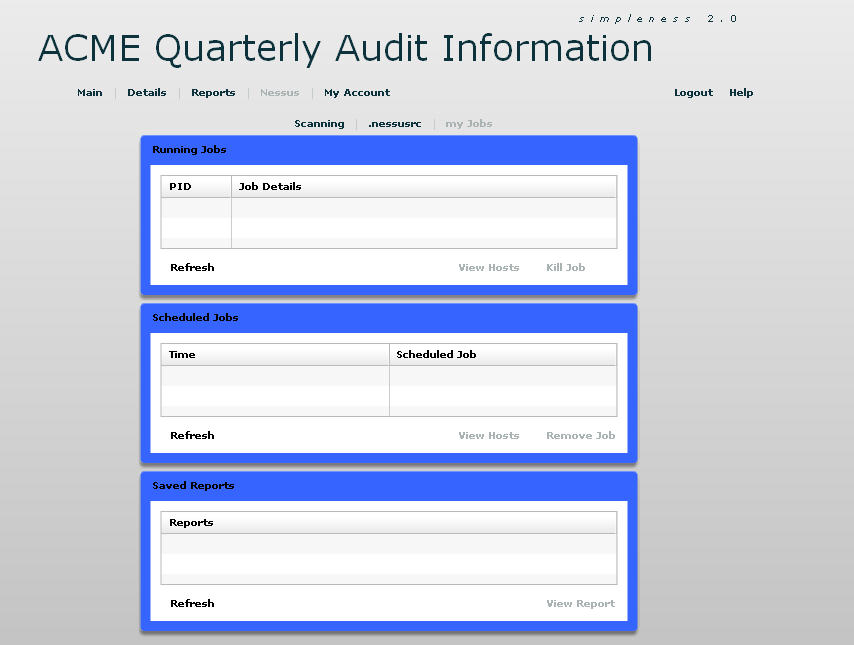 simpleness 2.0
ACME Quarterly Audit Information
Main Details Reports Nessus My Account Logout Help
Scanning .nessusrc my Jobs
Running Jobs
PID Job Details
Refresh View Hosts Kill Job
Scheduled Jobs
Time Scheduled Job
Refresh View Hosts Remove Job
Saved Reports
Reports
Refresh View Report